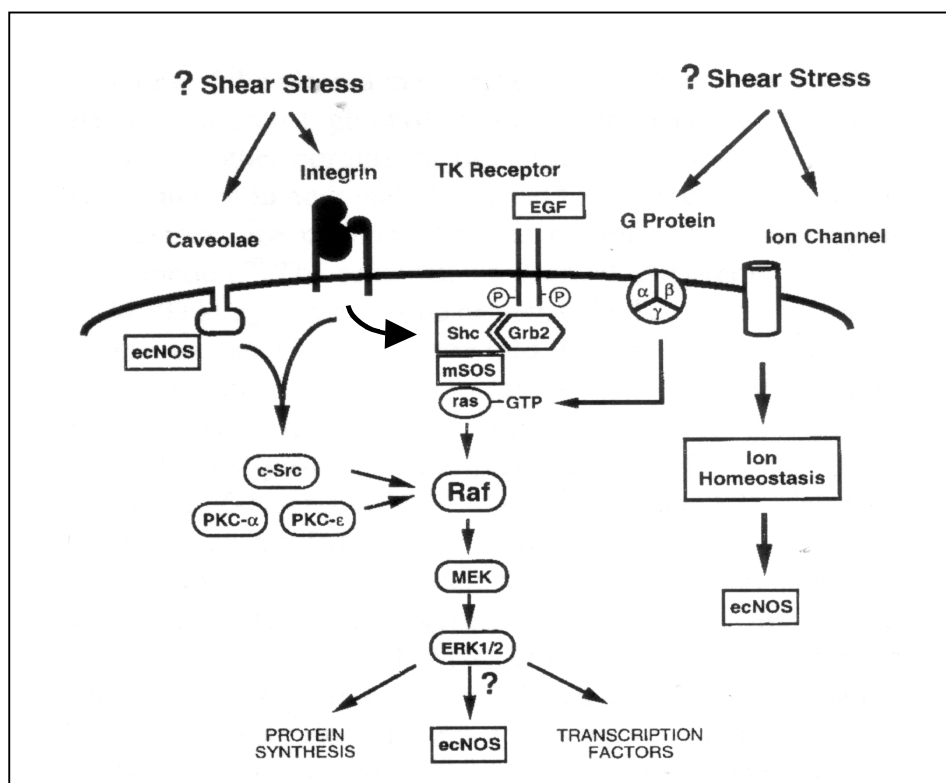 ? Shear Stress
? Shear Stress
Integrin
TK Receptor
EGF
G Protein
Caveolae
Ion Channel
P
P
α β
γ
Shc
Grb2
ecNOS
mSOS
ras
GTP
c-Src
Raf
Ion
Homeostasis
PKC-α
PKC-ε
MEK
ecNOS
ERK1/2
?
PROTEIN
SYNTHESIS
ecNOS
TRANSCRIPTION
FACTORS